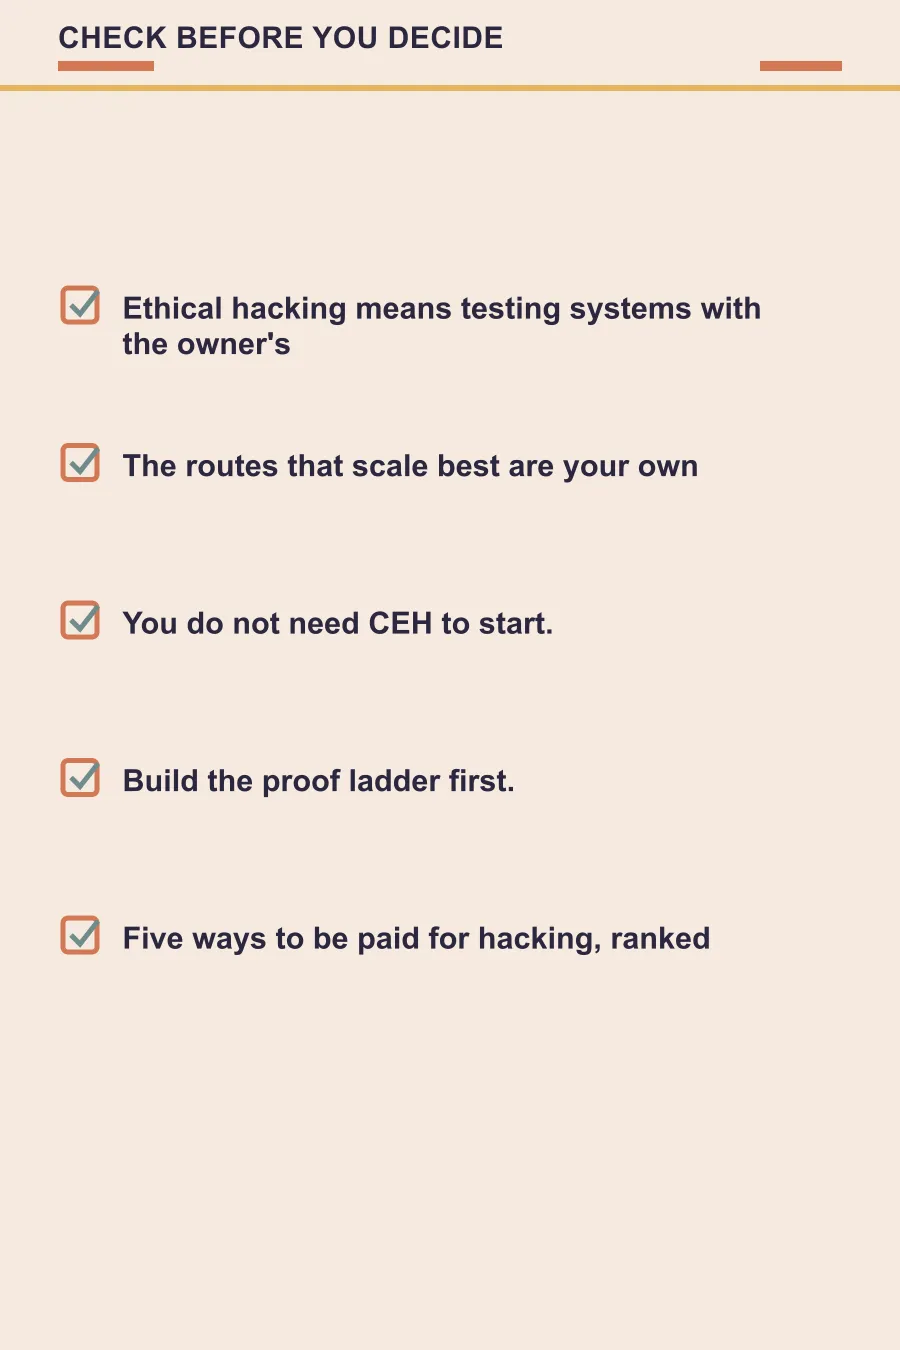 CHECK BEFORE YOU DECIDE
Ethical hacking means testing systems with
the owner's
The routes that scale best are your own
You do not need CEH to start.
Build the proof ladder first.
Five ways to be paid for hacking, ranked